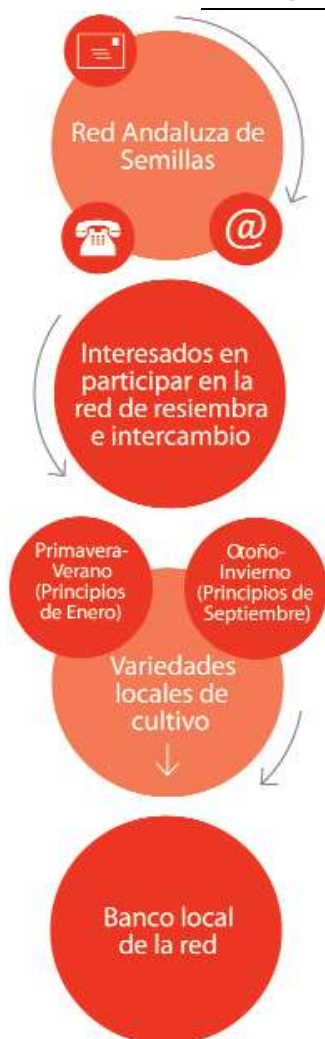 Red Andaluza de
Semillas
@
Interesados en
participar en la
red de resiembra
e intercambio
Primavera-
Verano
(Principios
de Enero)
Otoño-
Invierno
(Principios de
Septiembre)
Variedades
locales de
cultivo
Banco local
de la red